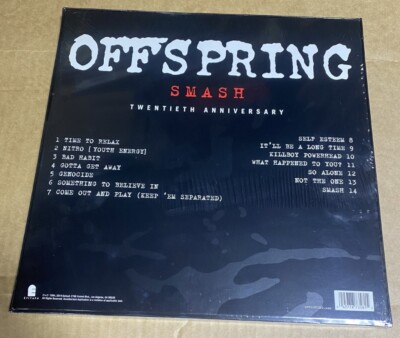 OFFSPRING
SMASH
TWENTIETH ANNIVERSARY
1 TIME TO RELAX
2 NITRO [YOUTH ENERGY]
3 BAD HABIT
4 GOTTA GET AWAY
5 GENOCIDE
6 SOMETHING TO BELIEVE IN
7 COME OUT AND PLAY (KEEP 'EM SEPARATED)
SELF ESTEEM 8
IT'LL BE A LONG TIME 9
KILLBOY POWERHEAD 10
WHAT HAPPENED TO YOU? 11
SO ALONE 12
NOT THE ONE 13
SMASH 14